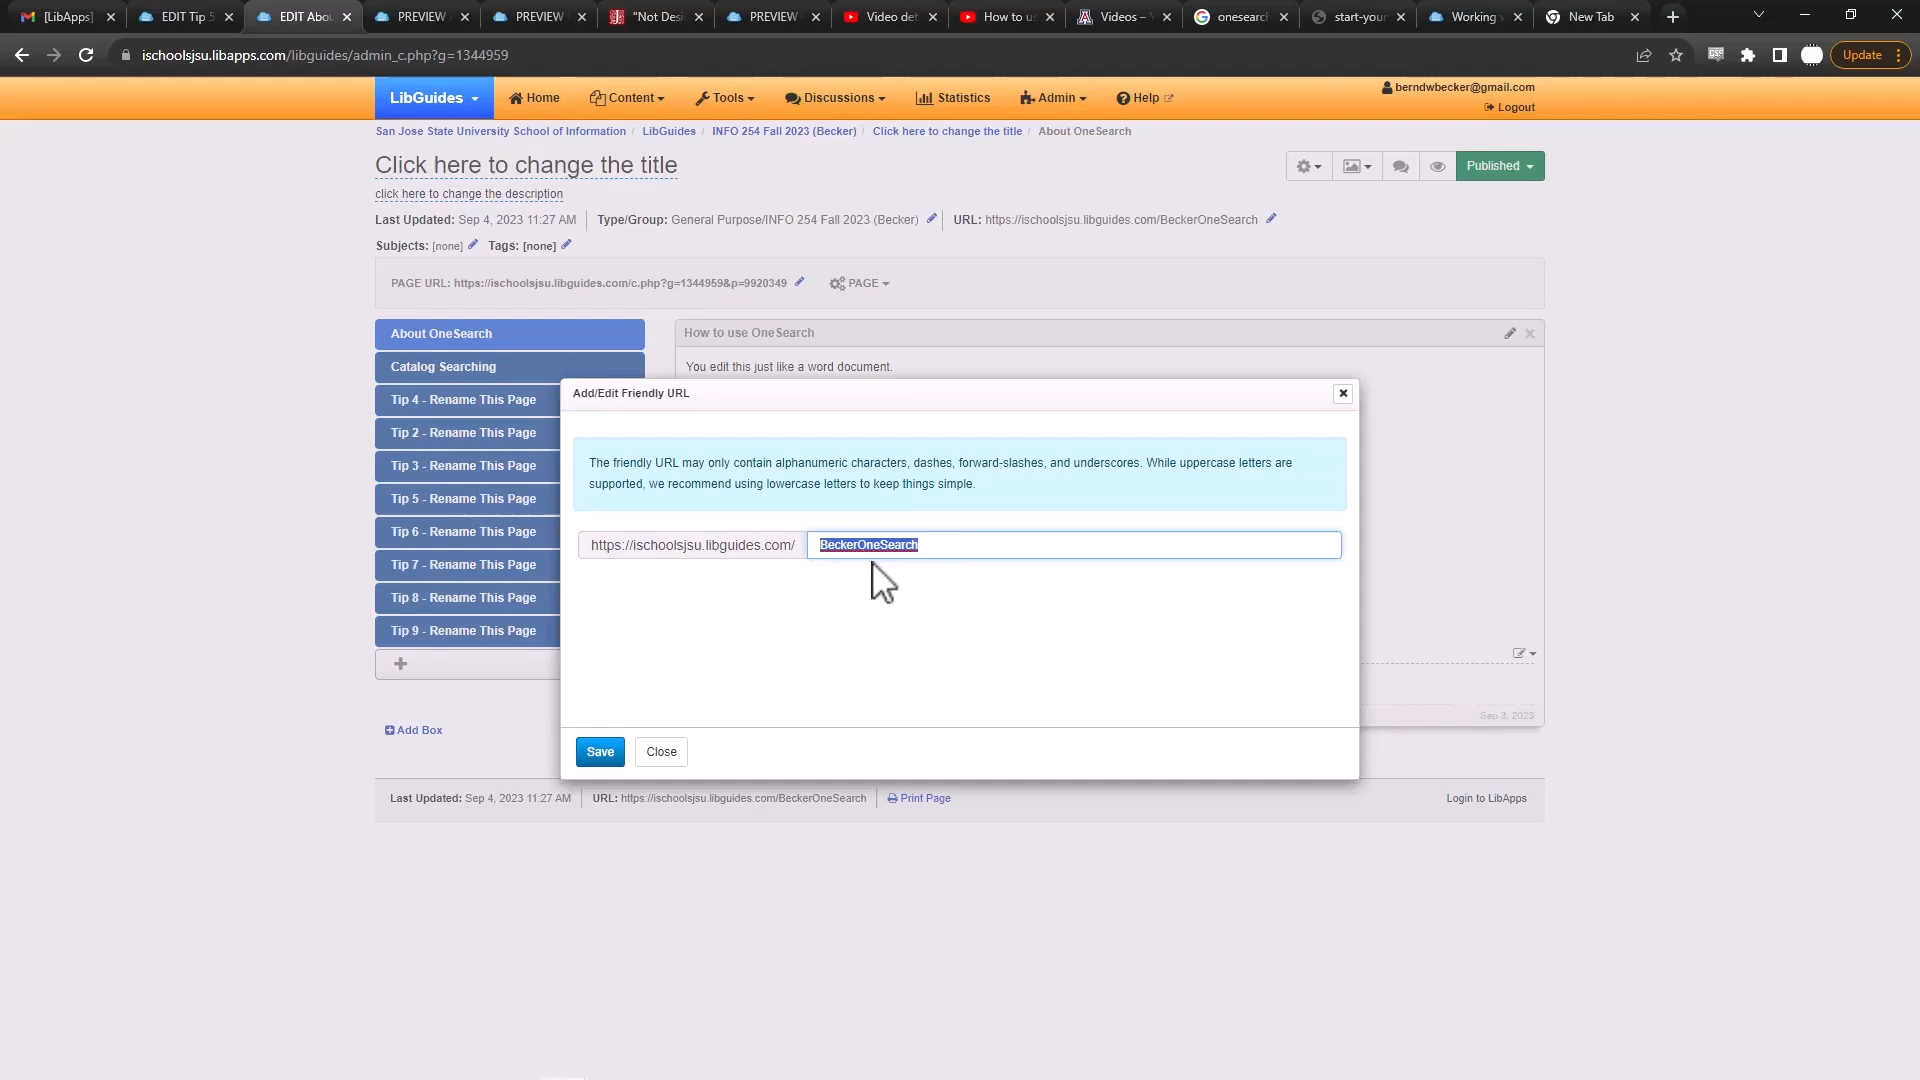 [LibApps]
EDIT Tip 5
EDIT Abou
PREVIEW
PREVIEW
"Not Desi
PREVIEW
Video det
How to us
Videos –
onesearch
start-your
Working
New Tab
ischoolsjsu.libapps.com/libguides/admin_c.php?g=1344959
Update
LibGuides
Home
Content
Tools
Discussions
Statistics
Admin
Help
berndwbecker@gmail.com
Logout
San Jose State University School of Information / LibGuides / INFO 254 Fall 2023 (Becker) / Click here to change the title / About OneSearch
Click here to change the title
Published
click here to change the description
Last Updated: Sep 4, 2023 11:27 AM
Type/Group: General Purpose/INFO 254 Fall 2023 (Becker)
URL: https://ischoolsjsu.libguides.com/BeckerOneSearch
Subjects: [none] Tags: [none]
PAGE URL: https://ischoolsjsu.libguides.com/c.php?g=1344959&p=9920349
PAGE
About OneSearch
Catalog Searching
Tip 4 - Rename This Page
Tip 2 - Rename This Page
Tip 3 - Rename This Page
Tip 5 - Rename This Page
Tip 6 - Rename This Page
Tip 7 - Rename This Page
Tip 8 - Rename This Page
Tip 9 - Rename This Page
Add Box
How to use OneSearch
You edit this just like a word document.
Add/Edit Friendly URL
The friendly URL may only contain alphanumeric characters, dashes, forward-slashes, and underscores. While uppercase letters are
supported, we recommend using lowercase letters to keep things simple.
https://ischoolsjsu.libguides.com/
BeckerOneSearch
Save
Close
Sep 3, 2023
Last Updated: Sep 4, 2023 11:27 AM
URL: https://ischoolsjsu.libguides.com/BeckerOneSearch
Print Page
Login to LibApps